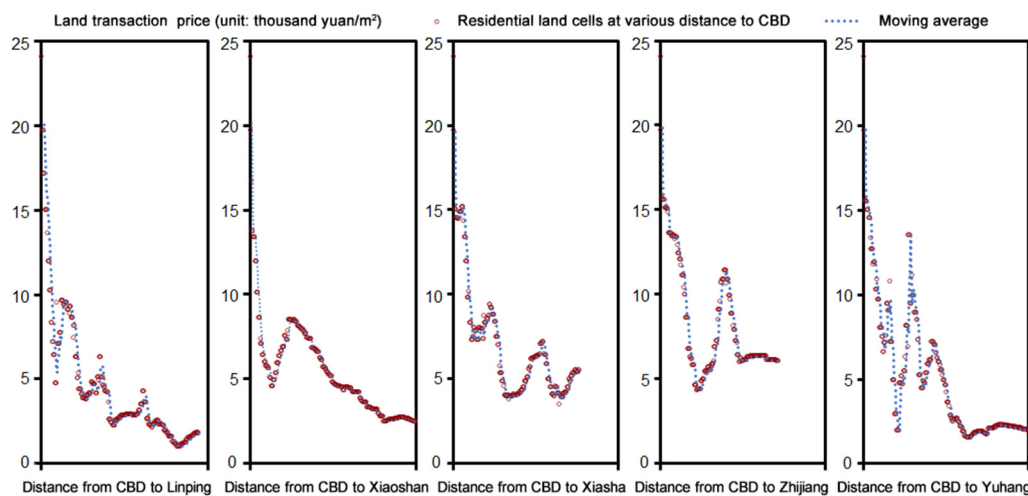 Land transaction price (unit: thousand yuan/m²) Residential land cells at various distance to CBD Moving average
25 25 25 25 25
20 20 20 20 20
15 15 15 15 15
10 10 10 10 10
5 5 5 5 5
0 0 0 0 0
Distance from CBD to Linping Distance from CBD to Xiaoshan Distance from CBD to Xiasha Distance from CBD to Zhijiang Distance from CBD to Yuhang